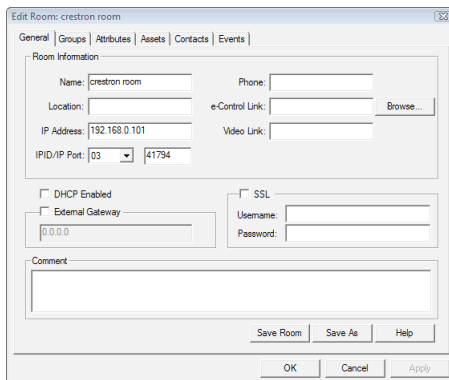 Edit Room: crestron room
General Groups Attributes Assets Contacts Events
Room Information
Name: crestron room Phone:
Location: e-Control Link: Browse...
IP Address: 192.168.0.101 Video Link:
IPID/IP Port: 03 41794
DHCP Enabled SSL
External Gateway Username:
0.0.0.0 Password:
Comment
Save Room Save As Help
OK Cancel Apply